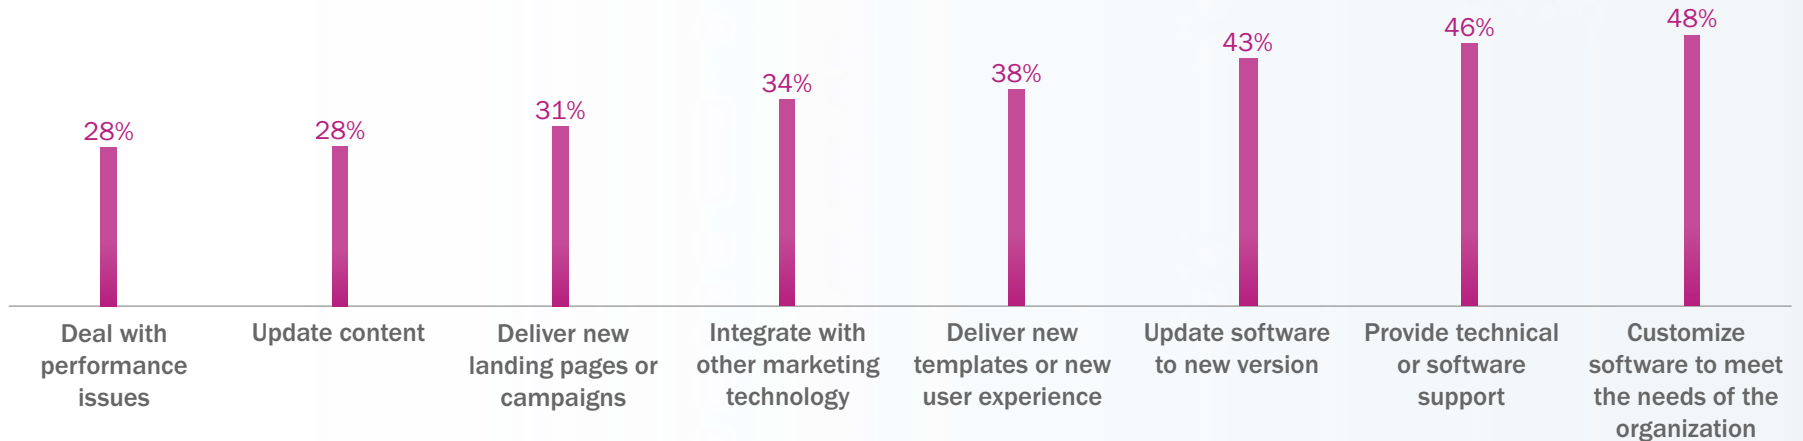 28%
28%
31%
34%
38%
43%
46%
48%
Deal with
performance
issues
Update content
Deliver new
landing pages or
campaigns
Integrate with
other marketing
technology
Deliver new
templates or new
user experience
Update software
to new version
Provide technical
or software
support
Customize
software to meet
the needs of the
organization